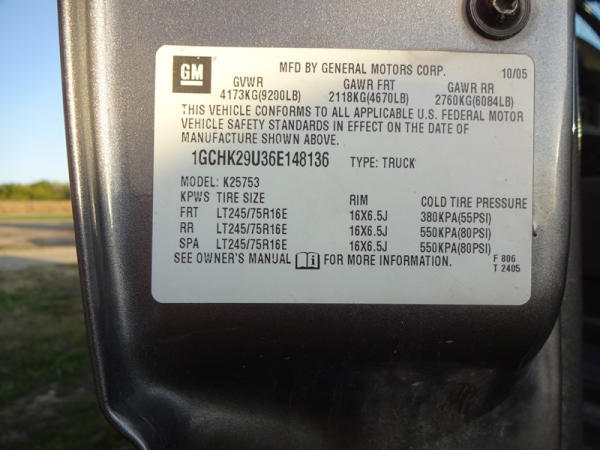 GM
MFD BY GENERAL MOTORS CORP. 10/05
GVWR GAWR FRT GAWR RR
4173KG(9200LB) 2118KG(4670LB) 2760KG(6084LB)
THIS VEHICLE CONFORMS TO ALL APPLICABLE U.S. FEDERAL MOTOR
VEHICLE SAFETY STANDARDS IN EFFECT ON THE DATE OF
MANUFACTURE SHOWN ABOVE.
1GCHK29U36E148136 TYPE: TRUCK
MODEL: K25753
KPWS TIRE SIZE RIM COLD TIRE PRESSURE
FRT LT245/75R16E 16X6.5J 380KPA(55PSI)
RR LT245/75R16E 16X6.5J 550KPA(80PSI)
SPA LT245/75R16E 16X6.5J 550KPA(80PSI)
SEE OWNER'S MANUAL FOR MORE INFORMATION. F 806
T 2405